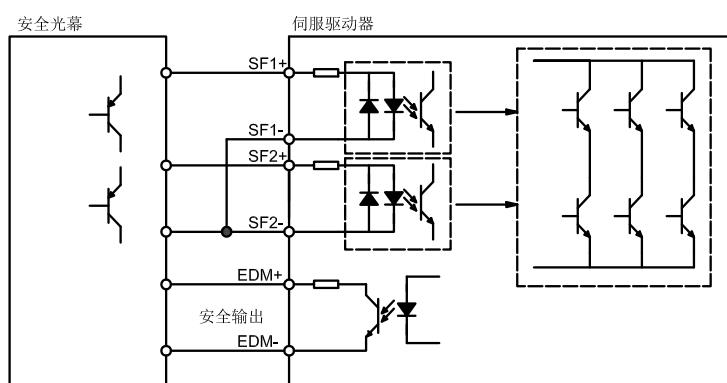 安全光幕
伺服驱动器
SF1+
SF1-
SF2+
SF2-
EDM+
安全输出
EDM-